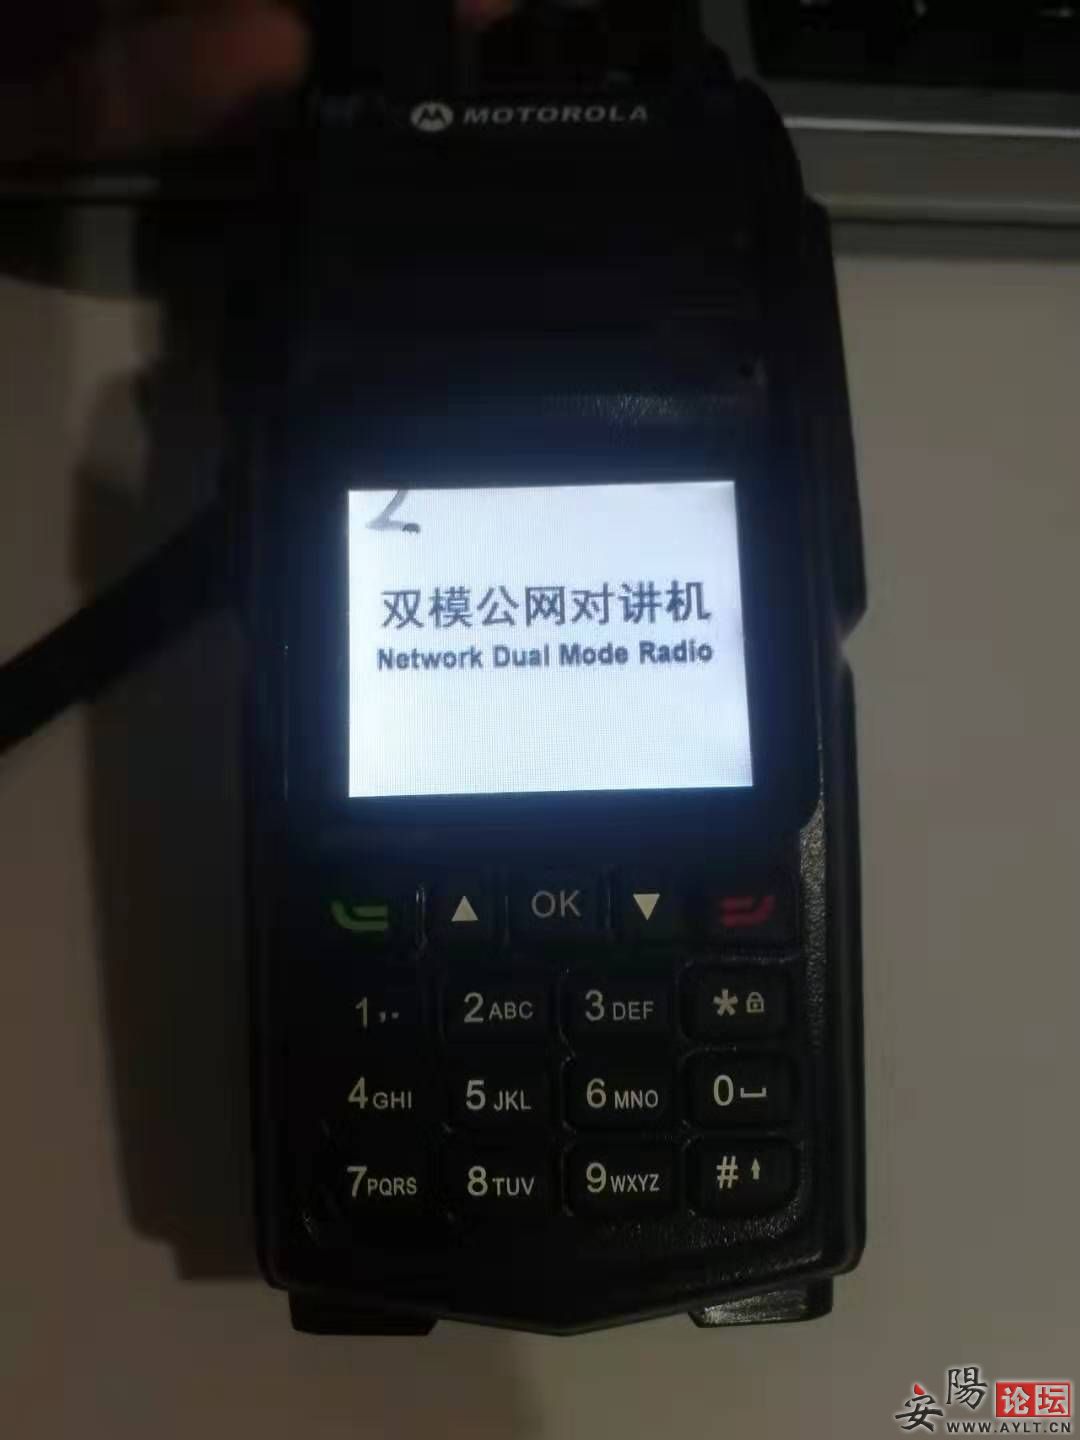 MOTOROLA
双模公网对讲机
Network Dual Mode Radio
OK
1,. 2ABC 3DEF *
4GHI 5JKL 6MNO 0
7PQRS 8TUV 9WXYZ #
安陽论坛
WWW.AYLT.CN